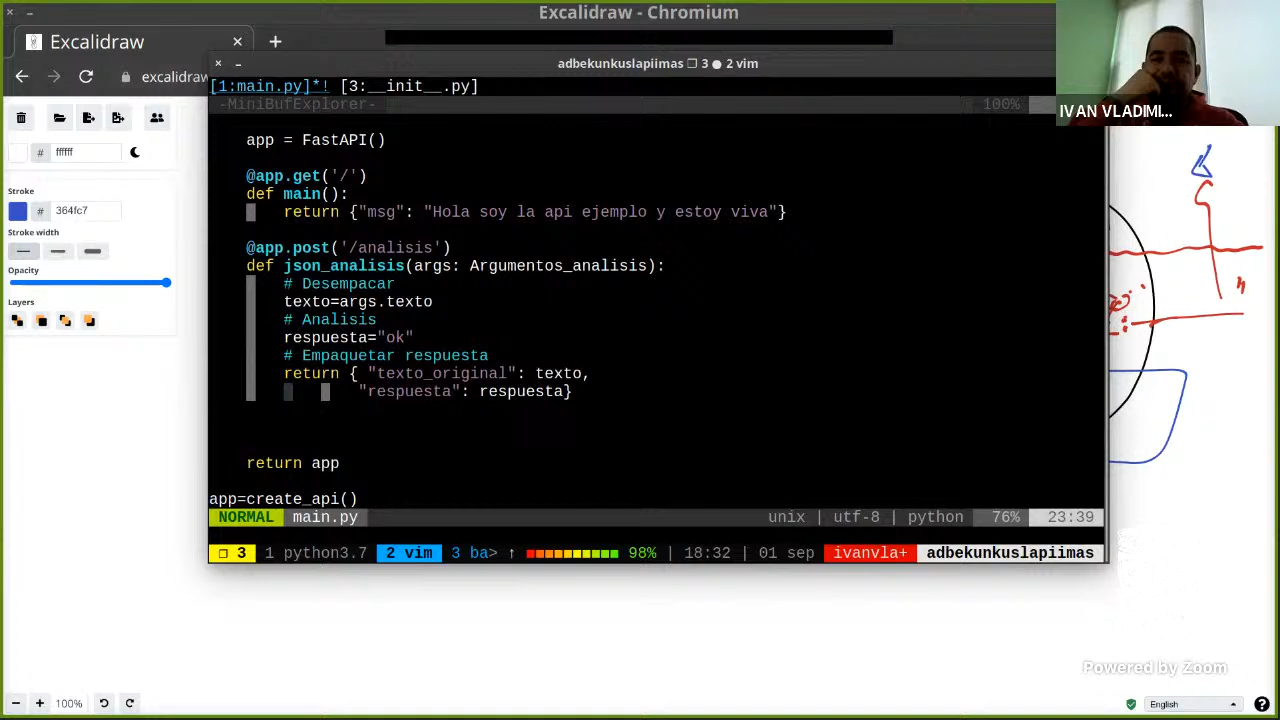 Excalidraw - Chromium
Excalidraw
excalidraw
adbekunkuslapiimas ❐ 3 ● 2 vim
[1:main.py]*! [3:__init__.py]
-MiniBufExplorer- 100%
IVAN VLADIMI...
# ffffff
Stroke
# 364fc7
Stroke width
Opacity
Layers
app = FastAPI()
@app.get('/')
def main():
return {"msg": "Hola soy la api ejemplo y estoy viva"}
@app.post('/analisis')
def json_analisis(args: Argumentos_analisis):
# Desempacar
texto=args.texto
# Analisis
respuesta="ok"
# Empaquetar respuesta
return { "texto_original": texto,
"respuesta": respuesta}
return app
app=create_api()
NORMAL main.py unix | utf-8 | python 76% 23:39
❐ 3 1 python3.7 2 vim 3 ba> ↑ 98% | 18:32 | 01 sep ivanvla+ adbekunkuslapiimas
Powered by Zoom
100%
English